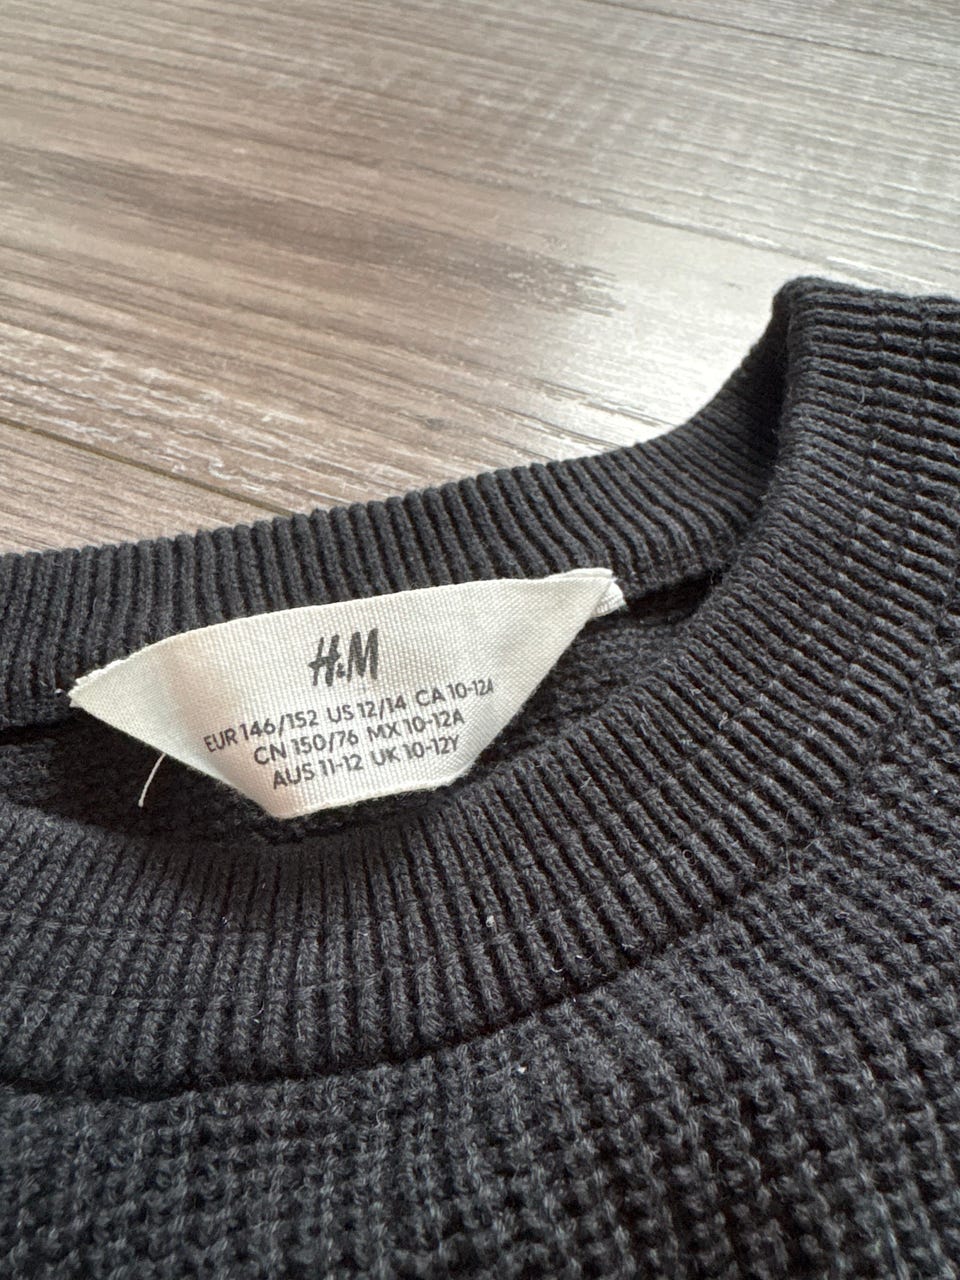 H&M
EUR 146/152 US 12/14 CA 10-12A
CN 150/76 MX 10-12A
AUS 11-12 UK 10-12Y